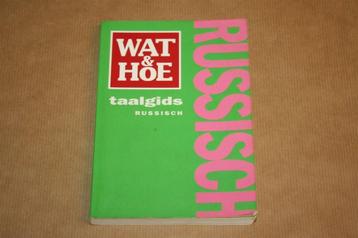 WAT
&
HOE
taalgids
RUSSISCH
RUSSISCH